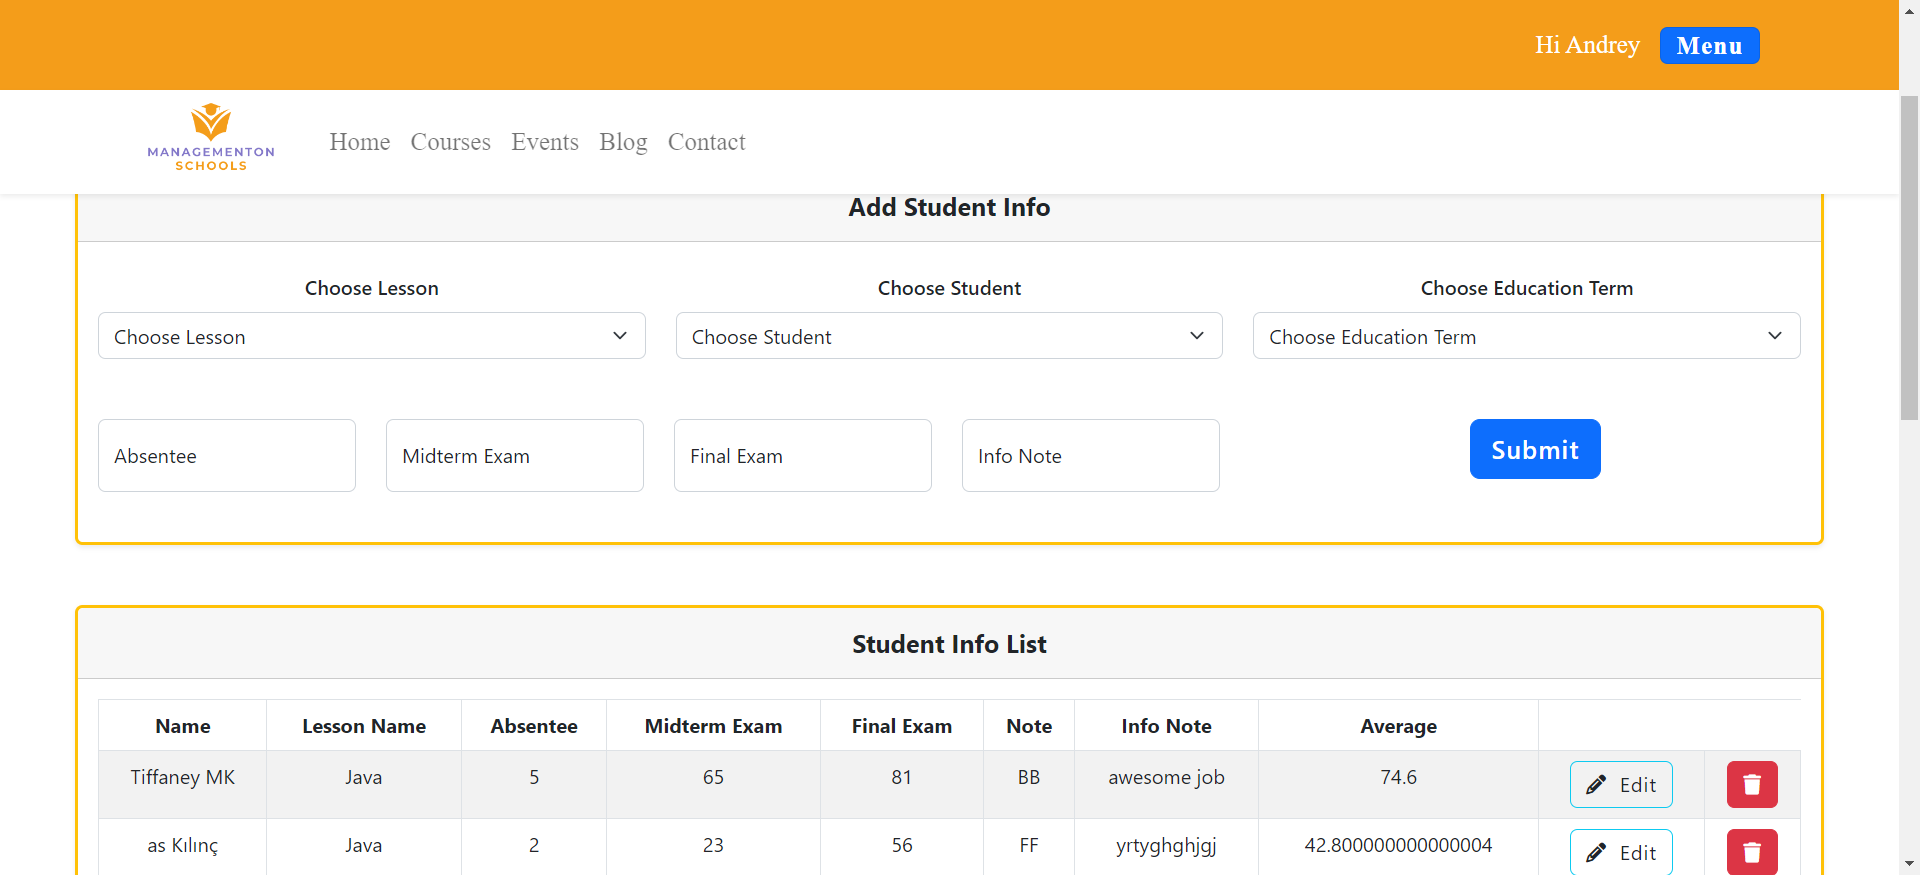 Hi Andrey Menu
MANAGEMENTON
SCHOOLS
Home Courses Events Blog Contact
Add Student Info
Choose Lesson Choose Student Choose Education Term
Choose Lesson Choose Student Choose Education Term
Absentee Midterm Exam Final Exam Info Note Submit
Student Info List
Name Lesson Name Absentee Midterm Exam Final Exam Note Info Note Average
Tiffaney MK Java 5 65 81 BB awesome job 74.6 Edit
as Kılınç Java 2 23 56 FF yrtyghghjgj 42.800000000000004 Edit